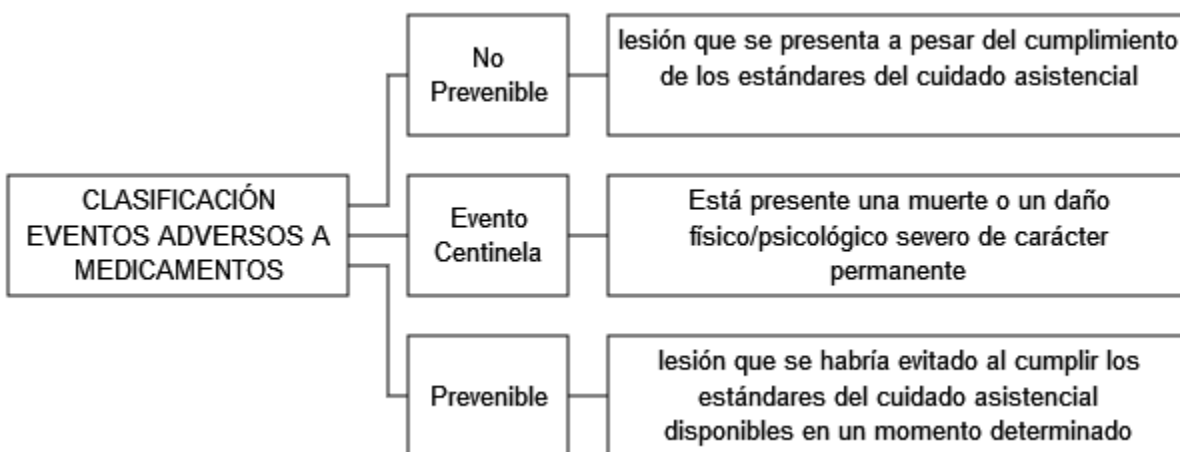 CLASIFICACIÓN
EVENTOS ADVERSOS A
MEDICAMENTOS
No
Prevenible
lesión que se presenta a pesar del cumplimiento
de los estándares del cuidado asistencial
Evento
Centinela
Está presente una muerte o un daño
físico/psicológico severo de carácter
permanente
Prevenible
lesión que se habría evitado al cumplir los
estándares del cuidado asistencial
disponibles en un momento determinado